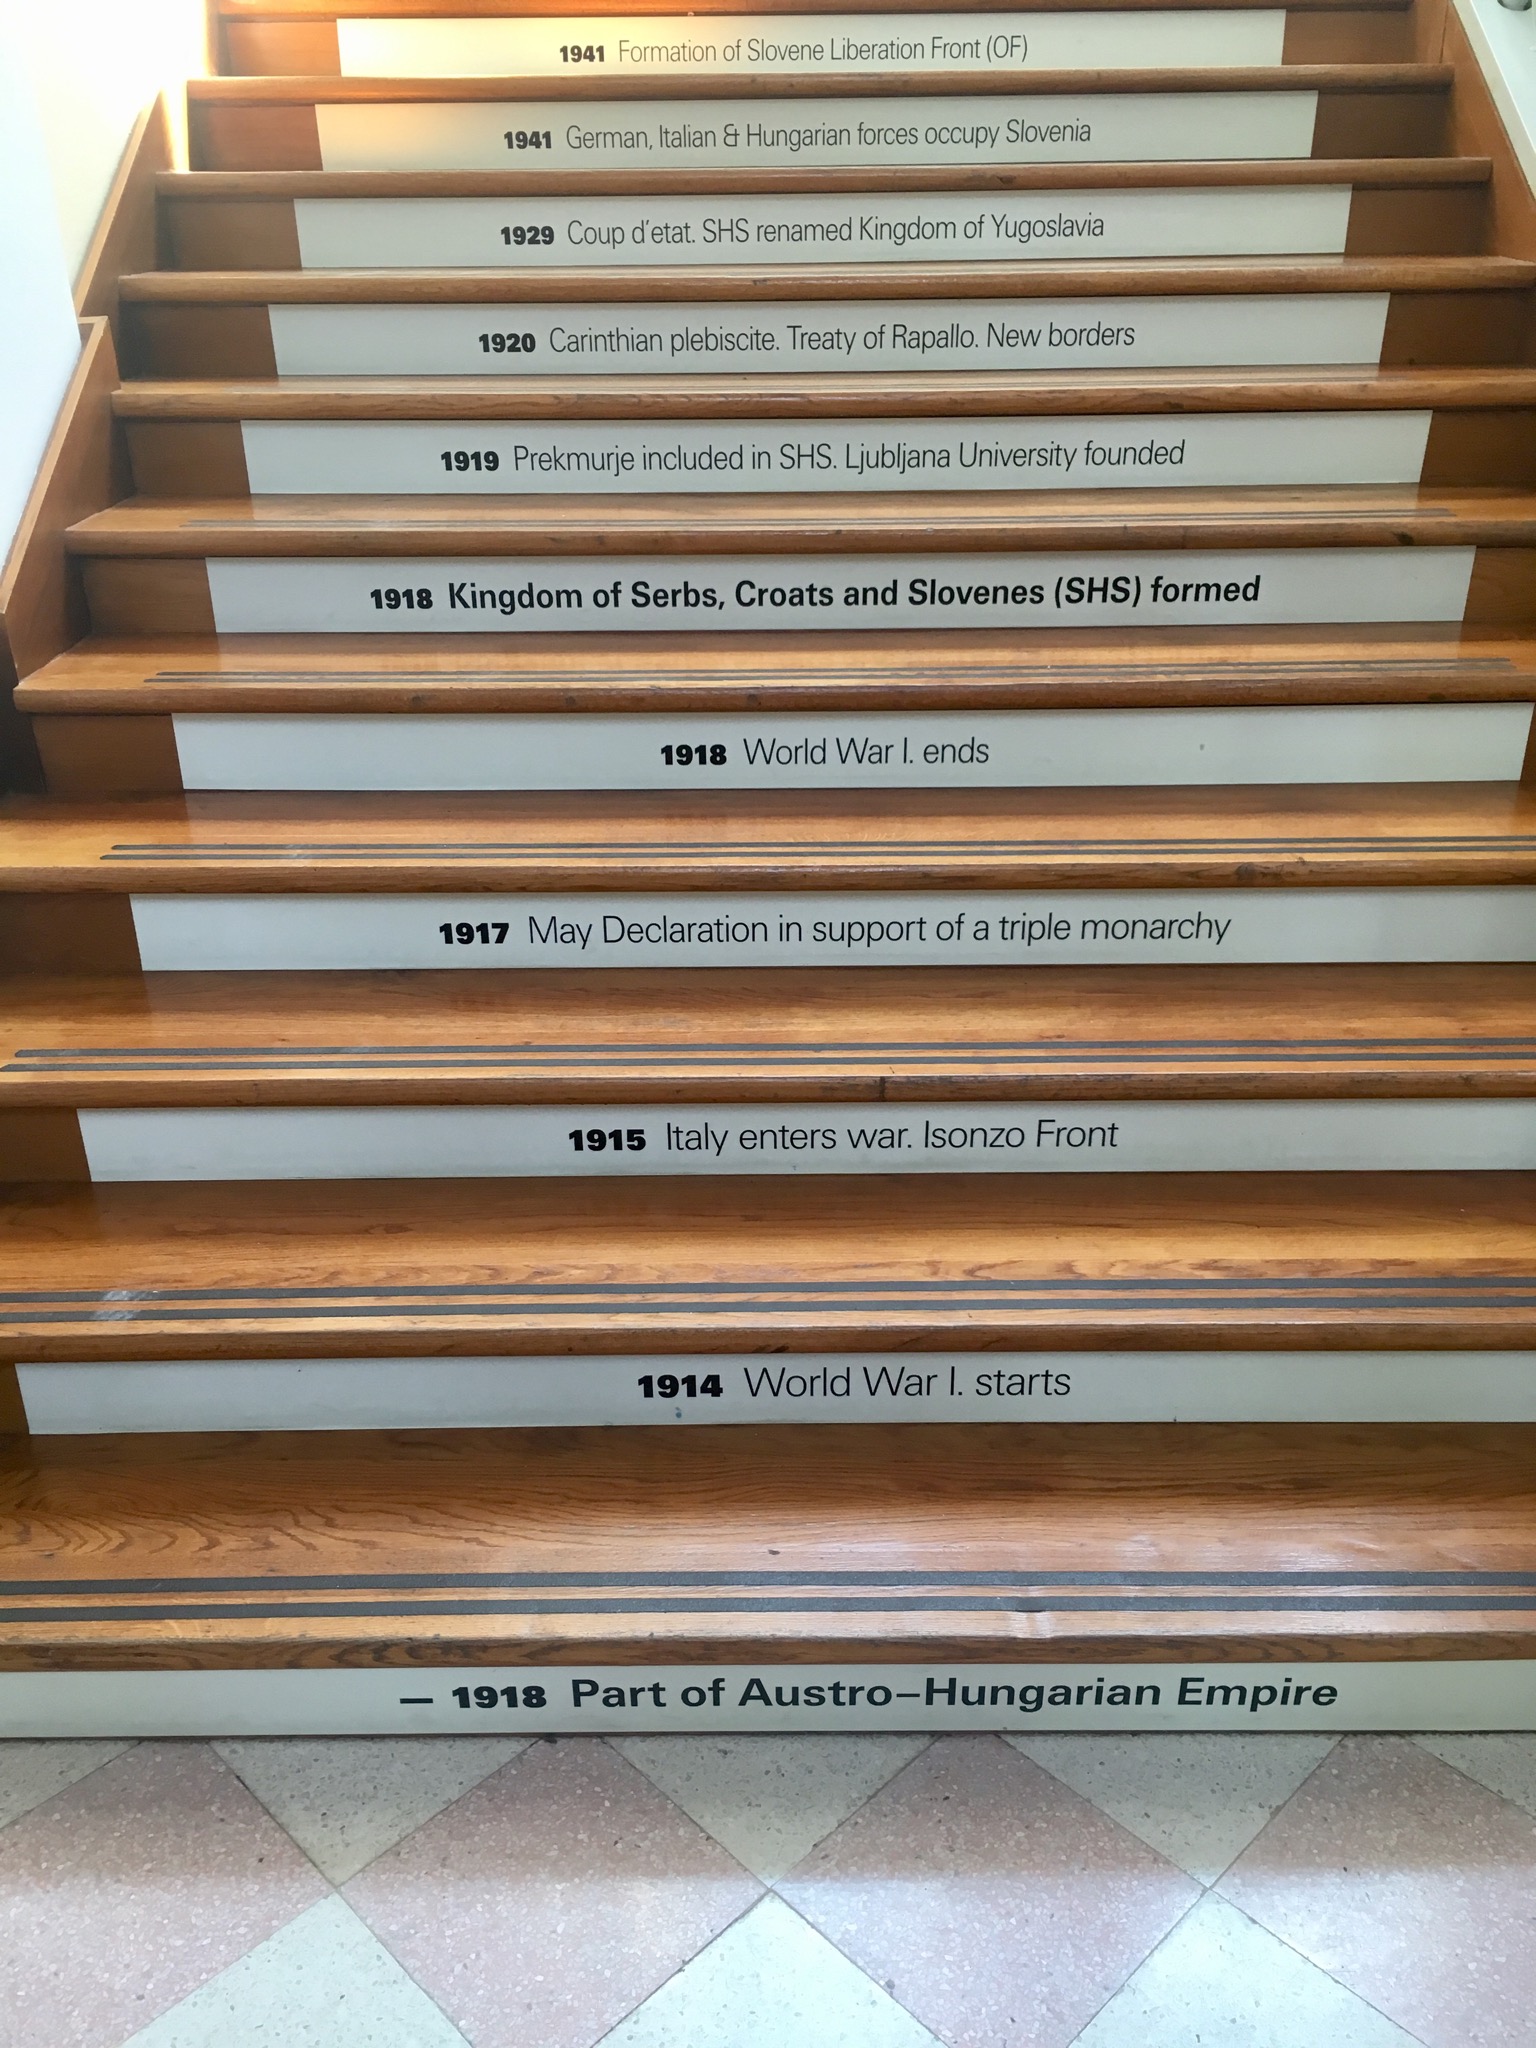 1941 Formation of Slovene Liberation Front (OF)
1941 German, Italian & Hungarian forces occupy Slovenia
1929 Coup d'etat. SHS renamed Kingdom of Yugoslavia
1920 Carinthian plebiscite. Treaty of Rapallo. New borders
1919 Prekmurje included in SHS. Ljubljana University founded
1918 Kingdom of Serbs, Croats and Slovenes (SHS) formed
1918 World War I. ends
1917 May Declaration in support of a triple monarchy
1915 Italy enters war. Isonzo Front
1914 World War I. starts
— 1918 Part of Austro–Hungarian Empire